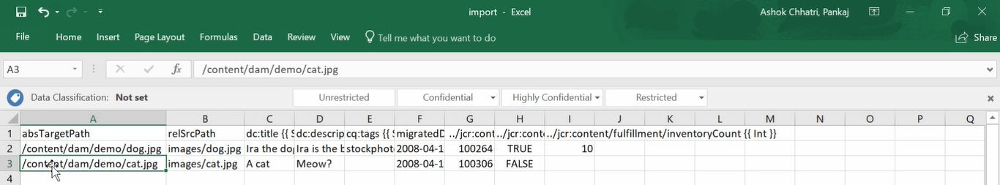 import - Excel
Ashok Chhatri, Pankaj
File Home Insert Page Layout Formulas Data Review View Tell me what you want to do Share
A3 fx /content/dam/demo/cat.jpg
Data Classification: Not set Unrestricted Confidential Highly Confidential Restricted
A B C D E F G H I J K L M N O P Q
1 absTargetPath relSrcPath dc:title {{ S dc:descrip cq:tags {{ S migratedD ../jcr:cont ../jcr:cont ../jcr:content/fulfillment/inventoryCount {{ Int }}
2 /content/dam/demo/dog.jpg images/dog.jpg Ira the dog Ira is the b stockphoto 2008-04-1 100264 TRUE 10
3 /content/dam/demo/cat.jpg images/cat.jpg A cat Meow? 2008-04-1 100306 FALSE
4